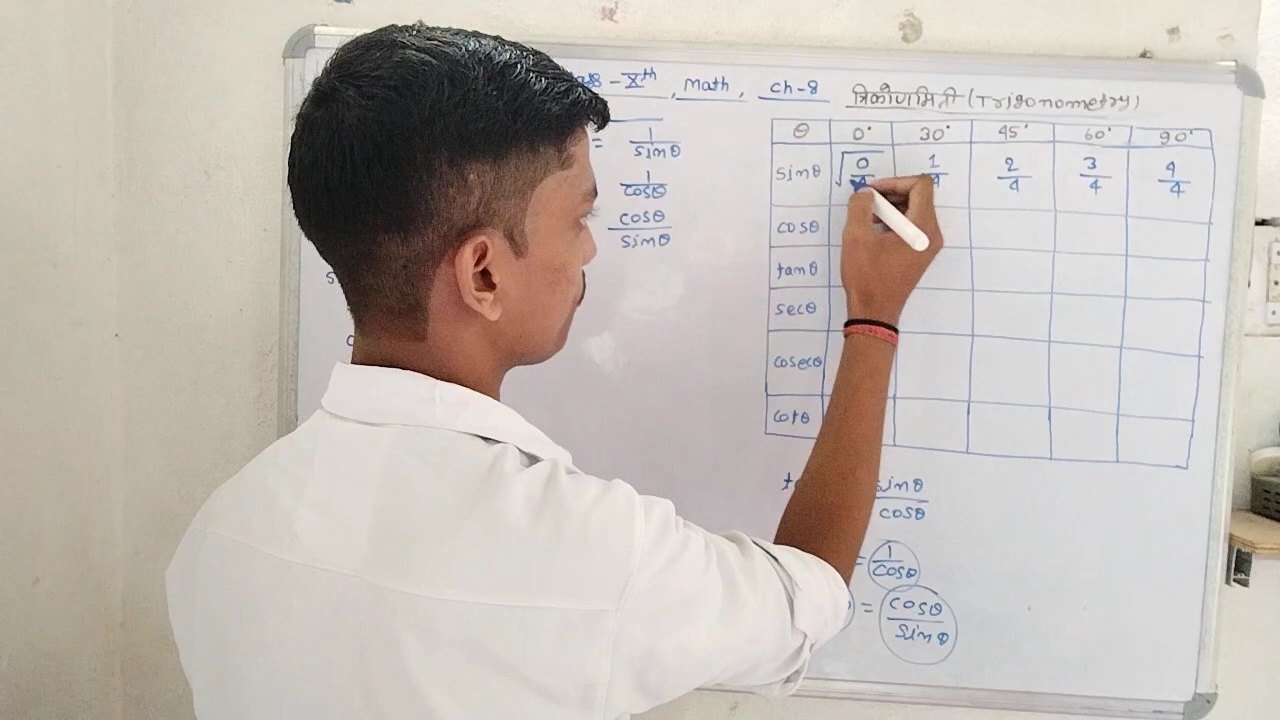 – Xth, Math, Ch-8 त्रिकोणमिती (Trigonometry)
= 1/sinθ
1/cosθ
cosθ/sinθ
θ 0° 30° 45° 60° 90°
sinθ √0/4 1/4 2/4 3/4 4/4
cosθ
tanθ
secθ
cosecθ
cotθ
sinθ/cosθ
= 1/cosθ
= cosθ/sinθ